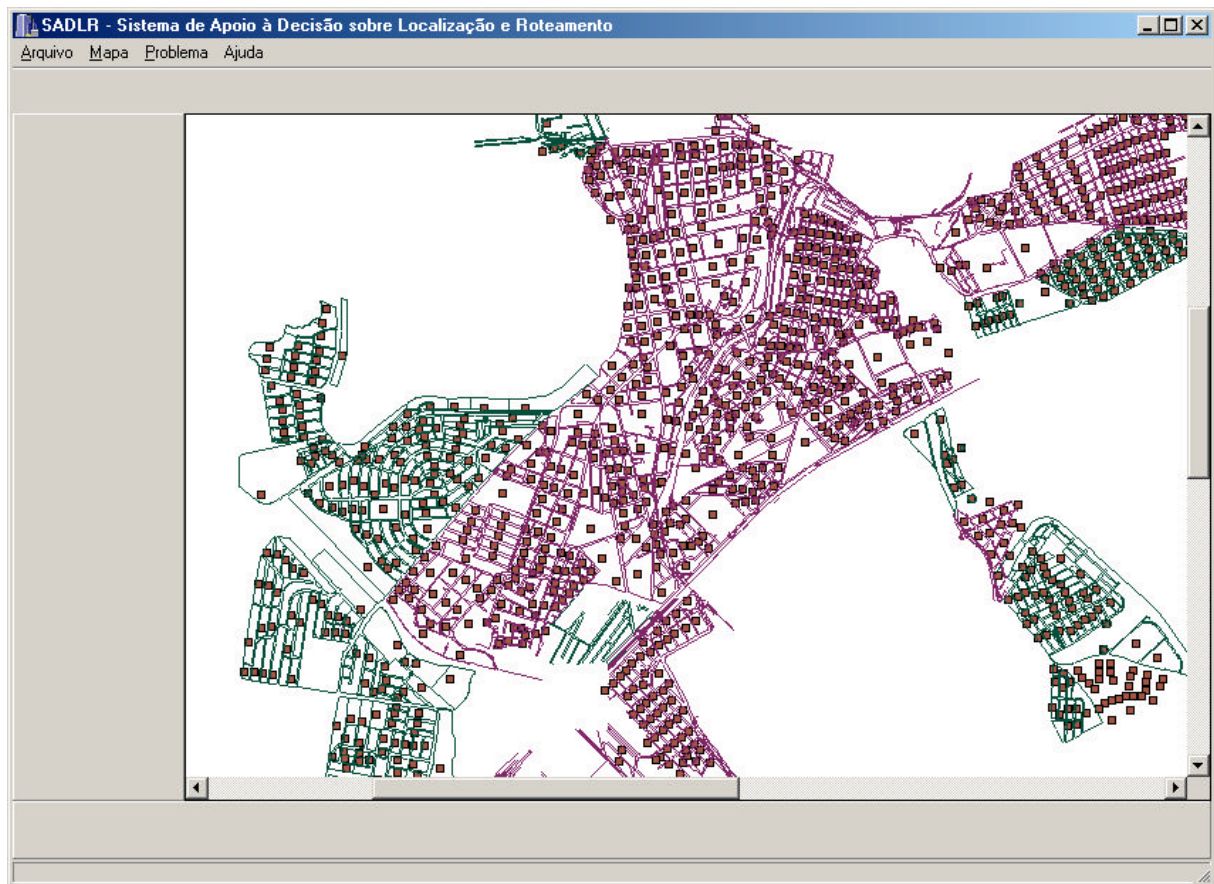 SADLR - Sistema de Apoio à Decisão sobre Localização e Roteamento
Arquivo Mapa Problema Ajuda